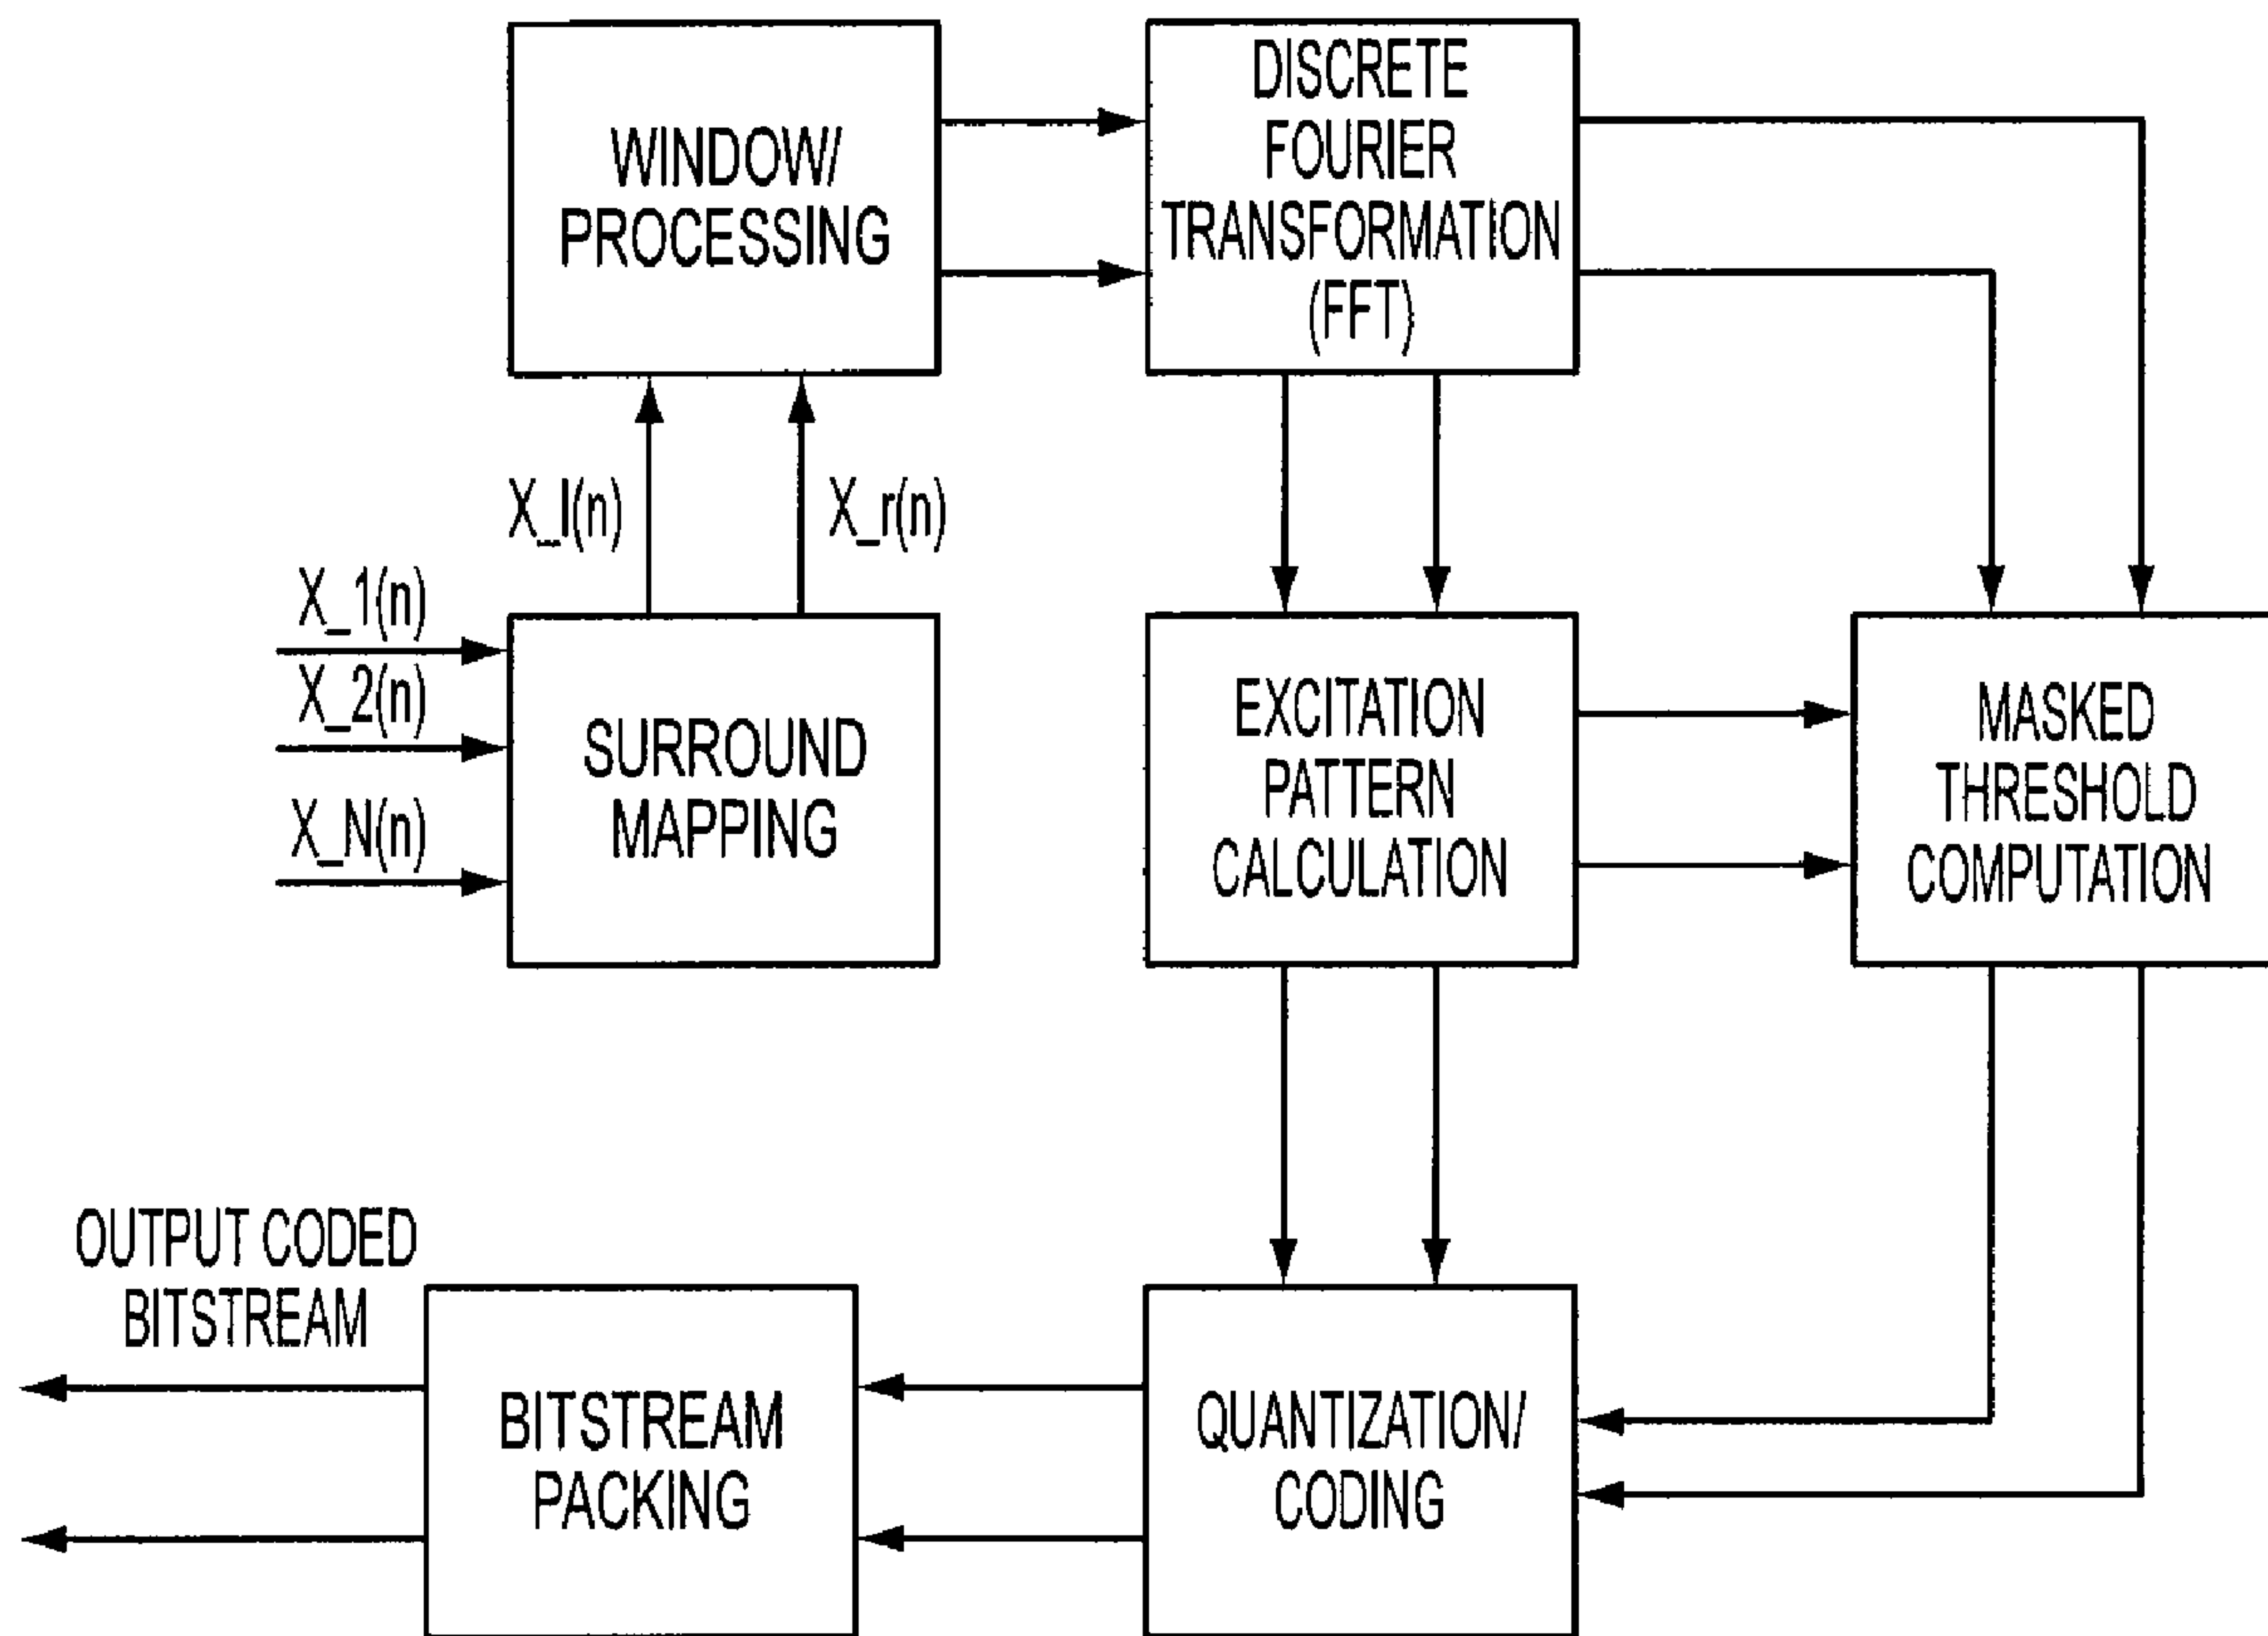 WINDOW/
PROCESSING
DISCRETE
FOURIER
TRANSFORMATION
(FFT)
X_l(n)
X_r(n)
X_1(n)
X_2(n)
X_N(n)
SURROUND
MAPPING
EXCITATION
PATTERN
CALCULATION
MASKED
THRESHOLD
COMPUTATION
OUTPUT CODED
BITSTREAM
BITSTREAM
PACKING
QUANTIZATION/
CODING